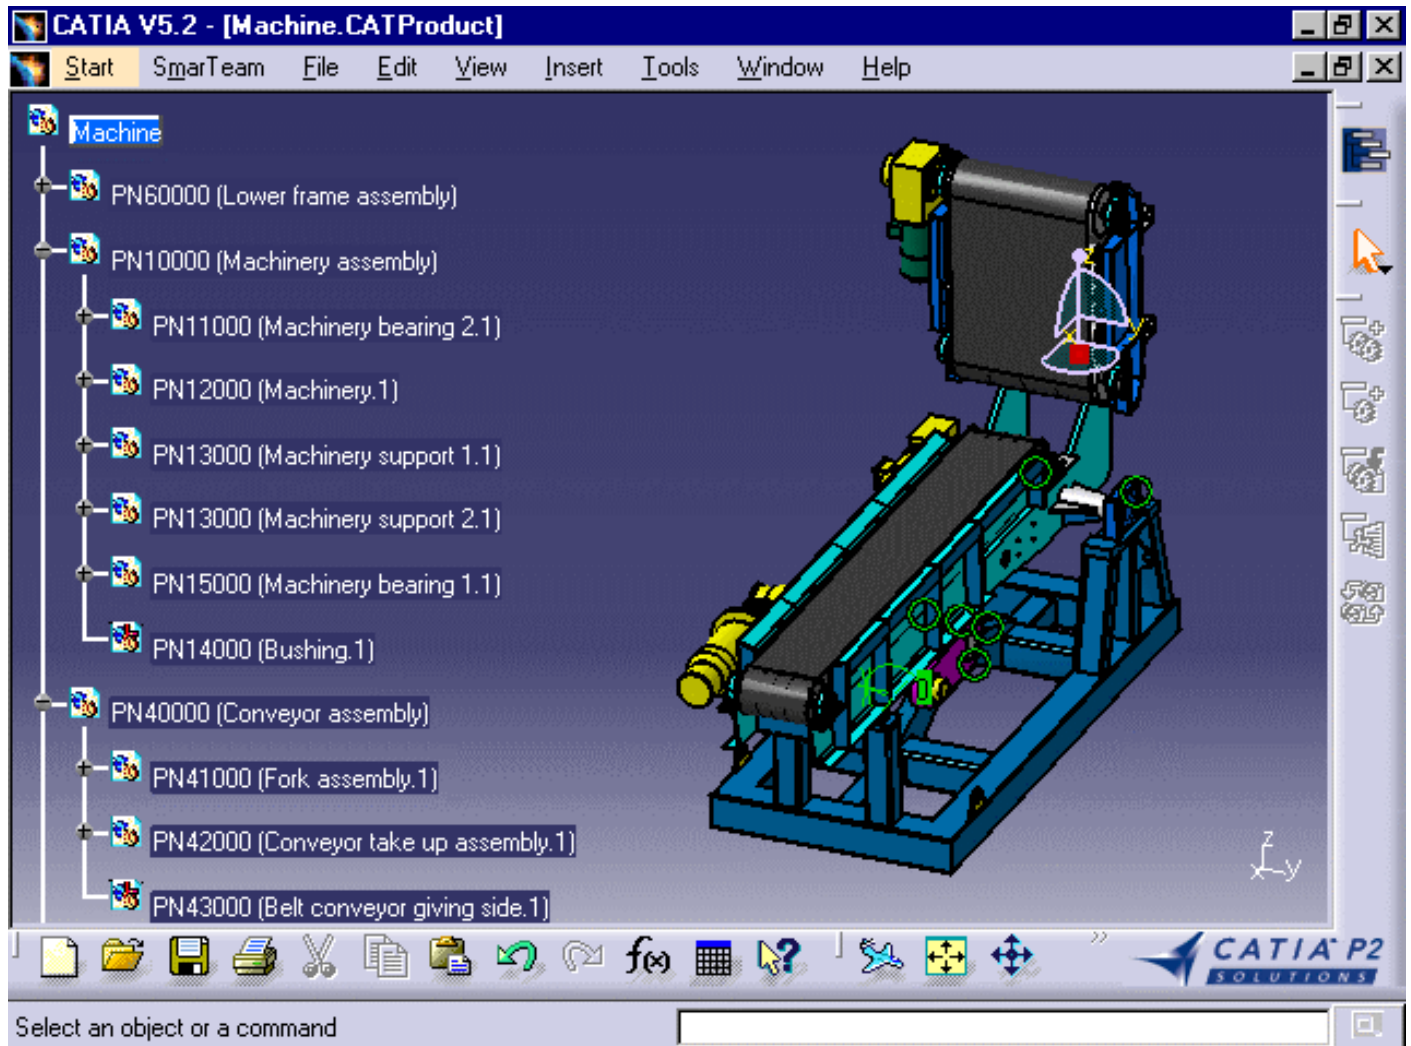 CATIA V5.2 - [Machine.CATProduct]
Start SmarTeam File Edit View Insert Tools Window Help
Machine
PN60000 (Lower frame assembly)
PN10000 (Machinery assembly)
PN11000 (Machinery bearing 2.1)
PN12000 (Machinery.1)
PN13000 (Machinery support 1.1)
PN13000 (Machinery support 2.1)
PN15000 (Machinery bearing 1.1)
PN14000 (Bushing.1)
PN40000 (Conveyor assembly)
PN41000 (Fork assembly.1)
PN42000 (Conveyor take up assembly.1)
PN43000 (Belt conveyor giving side.1)
z
x y
z
x y
f(x)
CATIA P2
SOLUTIONS
Select an object or a command